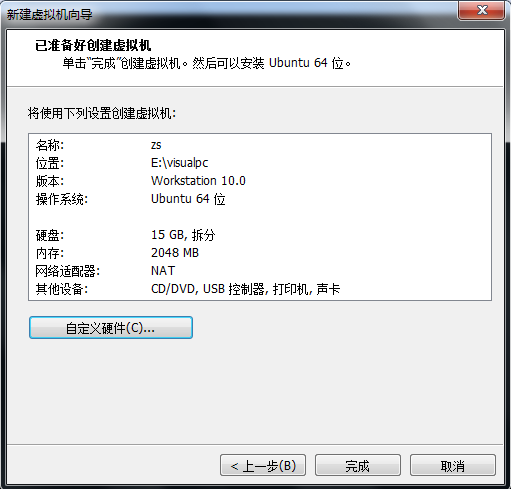 新建虚拟机向导
已准备好创建虚拟机
单击“完成”创建虚拟机。然后可以安装 Ubuntu 64 位。
将使用下列设置创建虚拟机:
名称: zs
位置: E:\visualpc
版本: Workstation 10.0
操作系统: Ubuntu 64 位
硬盘: 15 GB, 拆分
内存: 2048 MB
网络适配器: NAT
其他设备: CD/DVD, USB 控制器, 打印机, 声卡
自定义硬件(C)...
< 上一步(B) 完成 取消